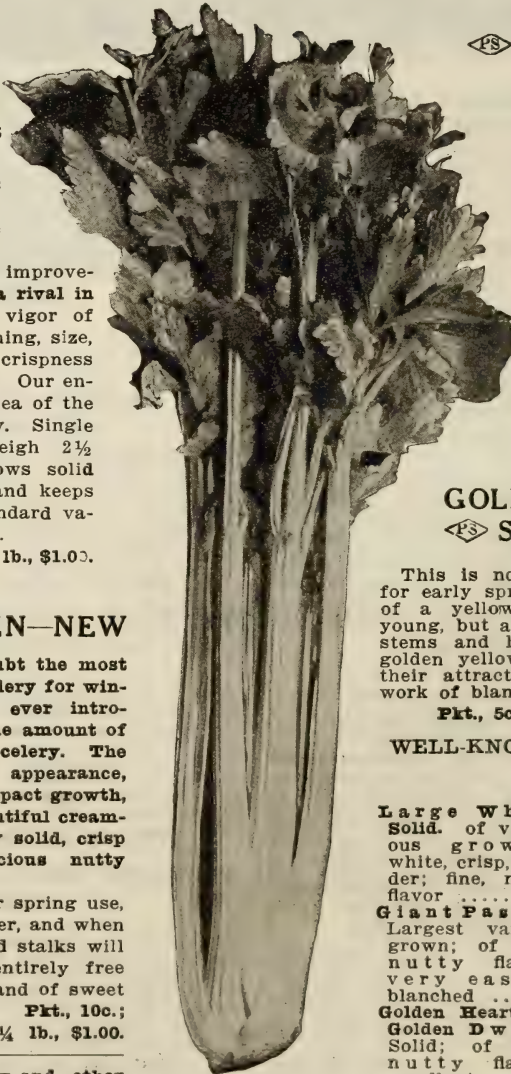 improve-
rival in
vigor of
ning, size,
crispness
Our en-
ea of the
y. Single
eigh 2½
ows solid
and keeps
ndard va-
lb., $1.00.
EN—NEW
ubt the most
lery for win-
ever intro-
e amount of
celery. The
appearance,
pact growth,
utiful cream-
solid, crisp
cious nutty
r spring use,
er, and when
d stalks will
entirely free
and of sweet
Pkt., 10c.;
¼ lb., $1.00.
and other
PS
GOL
PS S
This is no
for early spr
of a yellow
young, but a
stems and h
golden yellow
their attract
work of blan
Pkt., 5c
WELL-KNO
Large Wh
Solid. of v
ous grow
white, crisp,
der; fine, n
flavor .....
Giant Pas
Largest va
grown; of
nutty fla
very eas
blanched ..
Golden Hear
Golden Dw
Solid; of
nutty fla